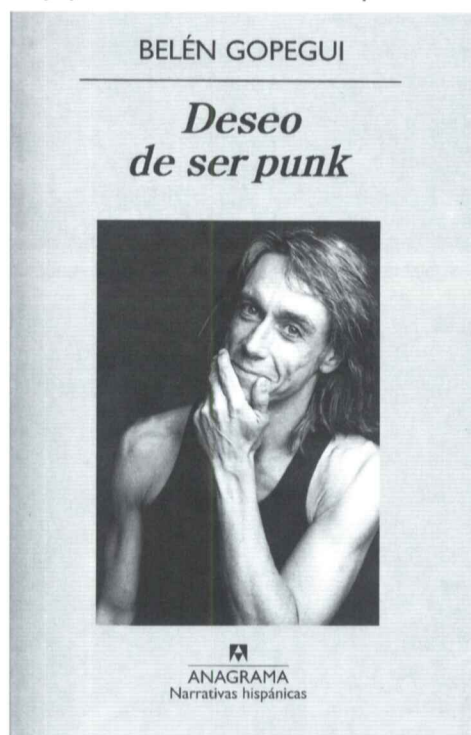 BELÉN GOPEGUI
Deseo
de ser punk
ANAGRAMA
Narrativas hispánicas